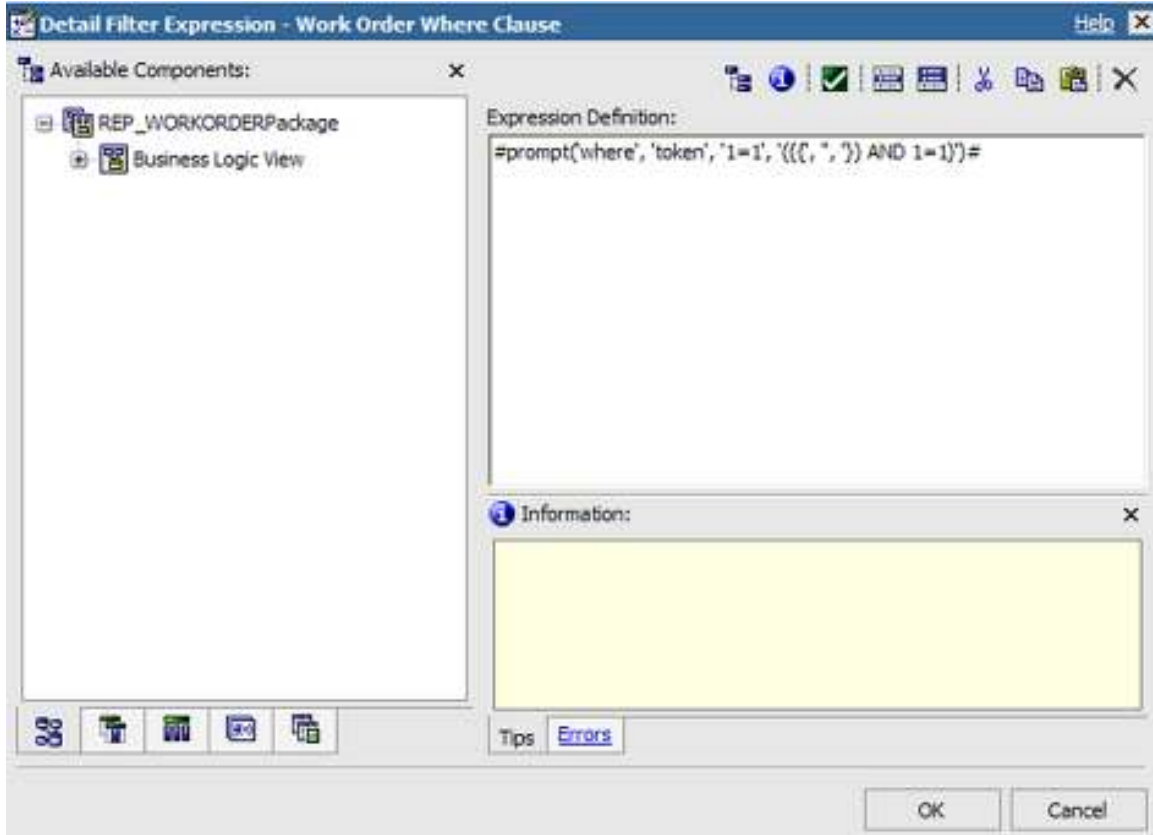 Detail Filter Expression - Work Order Where Clause
Help
Available Components:
REP_WORKORDERPackage
Business Logic View
Expression Definition:
#prompt('where', 'token', '1=1', '({{', '', '}) AND 1=1)')#
Information:
Tips
Errors
OK
Cancel